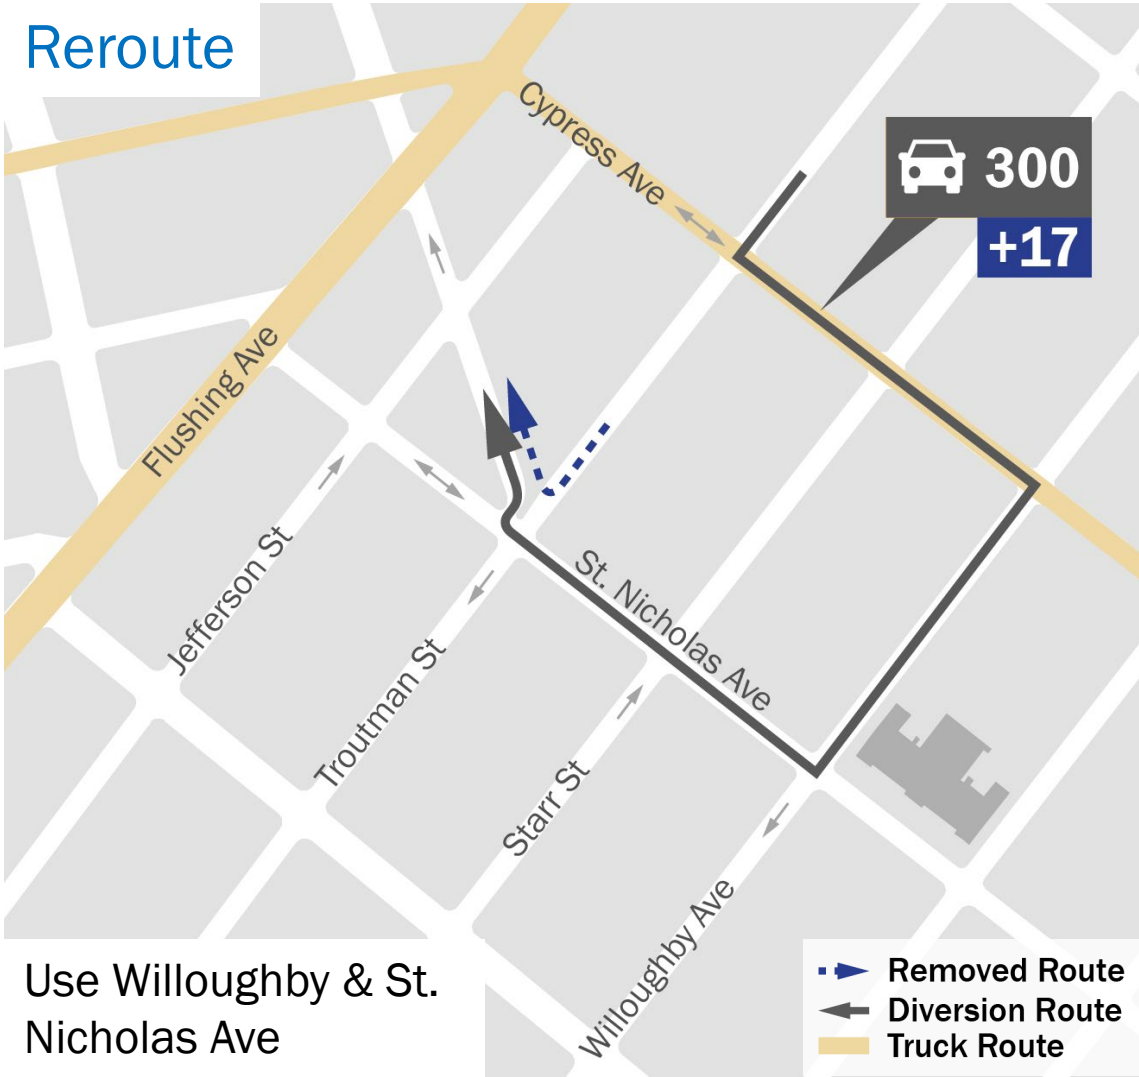 Reroute
Cypress Ave
300
+17
Flushing Ave
Jefferson St
St. Nicholas Ave
Troutman St
Starr St
Willoughby Ave
Use Willoughby & St.
Nicholas Ave
Removed Route
Diversion Route
Truck Route